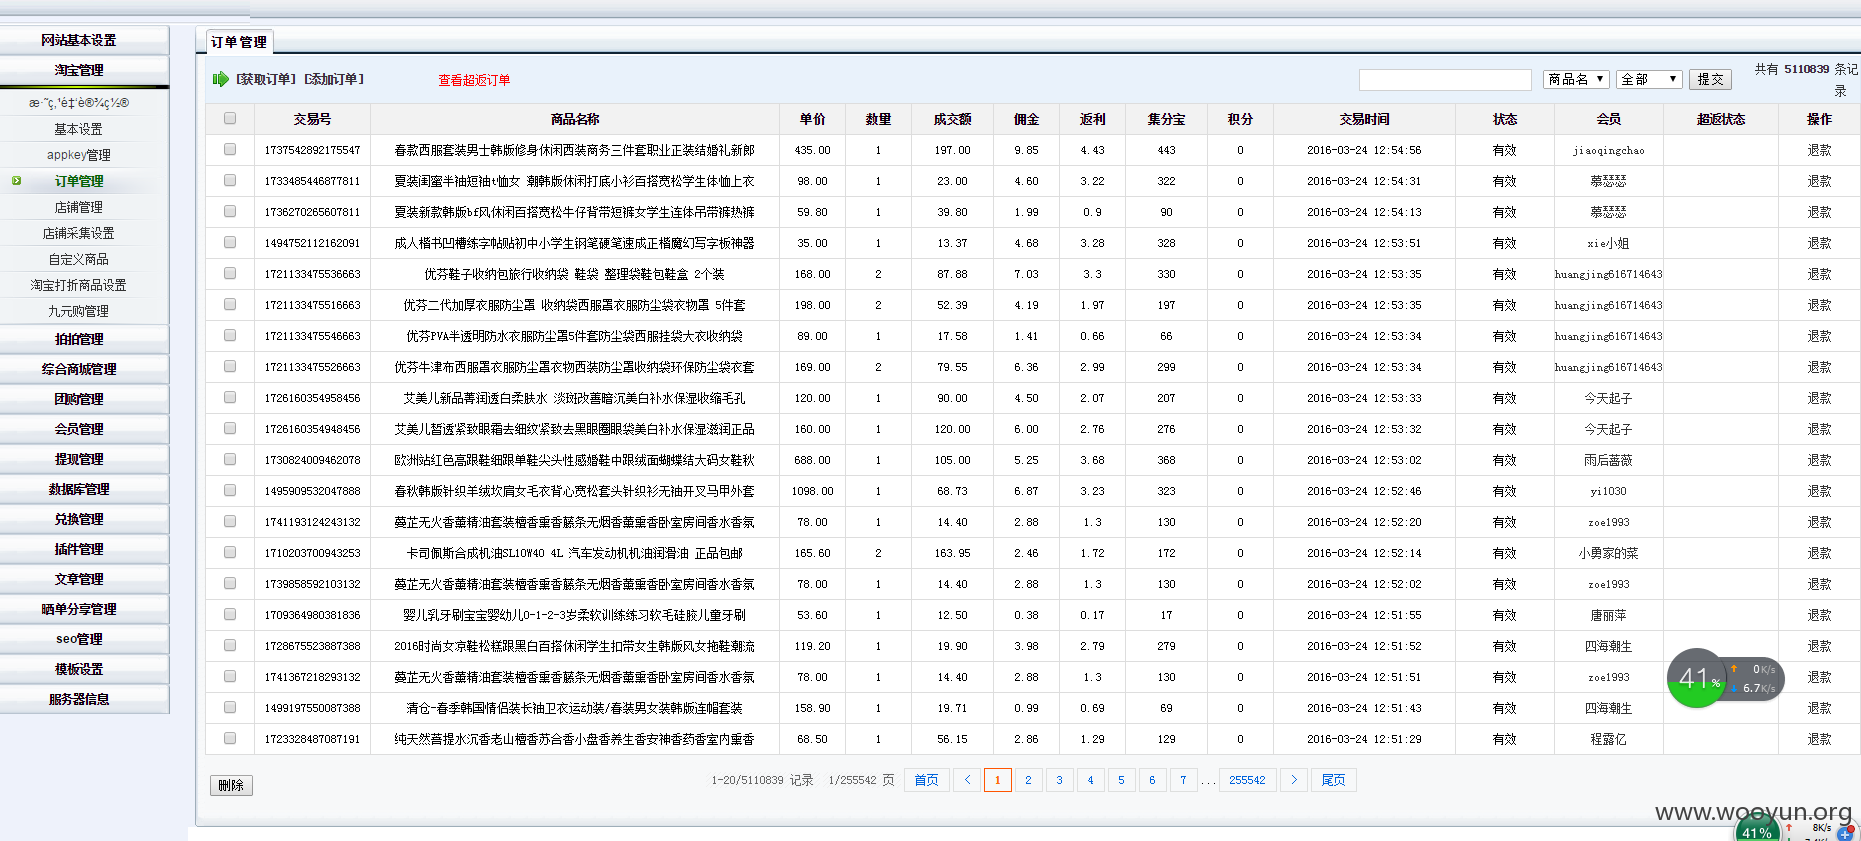 网站基本设置
淘宝管理
基本设置
appkey管理
订单管理
店铺管理
店铺采集设置
自定义商品
淘宝打折商品设置
九元购管理
拍拍管理
综合商城管理
团购管理
会员管理
提现管理
数据库管理
兑换管理
插件管理
文章管理
晒单分享管理
seo管理
模板设置
服务器信息
订单管理
[获取订单] [添加订单] 查看超返订单 商品名 全部 提交 共有 5110839 条记录
交易号 商品名称 单价 数量 成交额 佣金 返利 集分宝 积分 交易时间 状态 会员 超返状态 操作
1737542892175547 春款西服套装男士韩版修身休闲西装商务三件套职业正装结婚礼新郎 435.00 1 197.00 9.85 4.43 443 0 2016-03-24 12:54:56 有效 jiaoqingchao 退款
1733485446877811 夏装闺蜜半袖短袖t恤女 潮韩版休闲打底小衫百搭宽松学生体恤上衣 98.00 1 23.00 4.60 3.22 322 0 2016-03-24 12:54:31 有效 慕瑟瑟 退款
1736270265607811 夏装新款韩版bf风休闲百搭宽松牛仔背带短裤女学生连体吊带裤热裤 59.80 1 39.80 1.99 0.9 90 0 2016-03-24 12:54:13 有效 慕瑟瑟 退款
1494752112162091 成人楷书凹槽练字帖贴初中小学生钢笔硬笔速成正楷魔幻写字板神器 35.00 1 13.37 4.68 3.28 328 0 2016-03-24 12:53:51 有效 xie小姐 退款
1721133475536663 优芬鞋子收纳包旅行收纳袋 鞋袋 整理袋鞋包鞋盒 2个装 168.00 2 87.88 7.03 3.3 330 0 2016-03-24 12:53:35 有效 huangjing616714643 退款
1721133475516663 优芬二代加厚衣服防尘罩 收纳袋西服罩衣服防尘袋衣物罩 5件套 198.00 2 52.39 4.19 1.97 197 0 2016-03-24 12:53:35 有效 huangjing616714643 退款
1721133475546663 优芬PVA半透明防水衣服防尘罩5件套防尘袋西服挂袋大衣收纳袋 89.00 1 17.58 1.41 0.66 66 0 2016-03-24 12:53:34 有效 huangjing616714643 退款
1721133475526663 优芬牛津布西服罩衣服防尘罩衣物西装防尘罩收纳袋环保防尘袋衣套 169.00 2 79.55 6.36 2.99 299 0 2016-03-24 12:53:34 有效 huangjing616714643 退款
1726160354958456 艾美儿新品菁润透白柔肤水 淡斑改善暗沉美白补水保湿收缩毛孔 120.00 1 90.00 4.50 2.07 207 0 2016-03-24 12:53:33 有效 今天起子 退款
1726160354948456 艾美儿皙透紧致眼霜去细纹紧致去黑眼圈眼袋美白补水保湿滋润正品 160.00 1 120.00 6.00 2.76 276 0 2016-03-24 12:53:32 有效 今天起子 退款
1730824009462078 欧洲站红色高跟鞋细跟单鞋尖头性感婚鞋中跟绒面蝴蝶结大码女鞋秋 688.00 1 105.00 5.25 3.68 368 0 2016-03-24 12:53:02 有效 雨后蔷薇 退款
1495909532047888 春秋韩版针织羊绒坎肩女毛衣背心宽松套头针织衫无袖开叉马甲外套 1098.00 1 68.73 6.87 3.23 323 0 2016-03-24 12:52:46 有效 yi1030 退款
1741193124243132 蘷芷无火香薰精油套装檀香熏香藤条无烟香薰熏香卧室房间香水香氛 78.00 1 14.40 2.88 1.3 130 0 2016-03-24 12:52:20 有效 zoe1993 退款
1710203700943253 卡司佩斯合成机油SL10W40 4L 汽车发动机机油润滑油 正品包邮 165.60 2 163.95 2.46 1.72 172 0 2016-03-24 12:52:14 有效 小勇家的菜 退款
1739858592103132 蘷芷无火香薰精油套装檀香熏香藤条无烟香薰熏香卧室房间香水香氛 78.00 1 14.40 2.88 1.3 130 0 2016-03-24 12:52:02 有效 zoe1993 退款
1709364980381836 婴儿乳牙刷宝宝婴幼儿0-1-2-3岁柔软训练练习软毛硅胶儿童牙刷 53.60 1 12.50 0.38 0.17 17 0 2016-03-24 12:51:55 有效 唐丽萍 退款
1728675523887388 2016时尚女凉鞋松糕跟黑白百搭休闲学生扣带女生韩版风女拖鞋潮流 119.20 1 19.90 3.98 2.79 279 0 2016-03-24 12:51:52 有效 四海潮生 退款
1741367218293132 蘷芷无火香薰精油套装檀香熏香藤条无烟香薰熏香卧室房间香水香氛 78.00 1 14.40 2.88 1.3 130 0 2016-03-24 12:51:51 有效 zoe1993 退款
1499197550087388 清仓-春季韩国情侣装长袖卫衣运动装/春装男女装韩版连帽套装 158.90 1 19.71 0.99 0.69 69 0 2016-03-24 12:51:43 有效 四海潮生 退款
1723328487087191 纯天然菩提水沉香老山檀香苏合香小盘香养生香安神香药香室内熏香 68.50 1 56.15 2.86 1.29 129 0 2016-03-24 12:51:29 有效 程露亿 退款
41% 0K/s 6.7K/s
删除 1-20/5110839 记录 1/255542 页 首页 < 1 2 3 4 5 6 7 ... 255542 > 尾页
www.wooyun.org
41% 8K/s